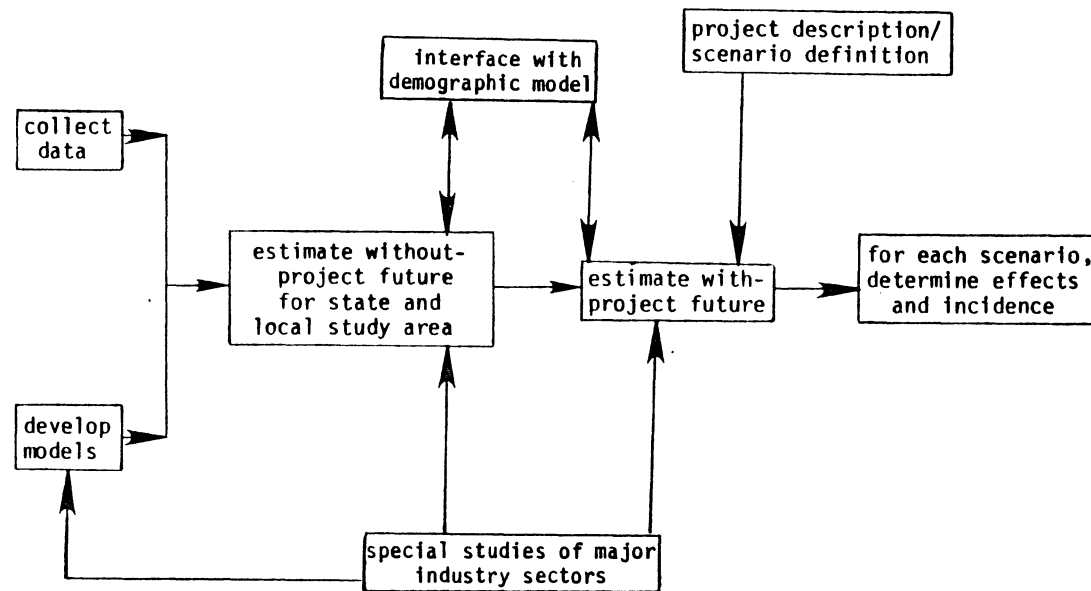 project description/
scenario definition
interface with
demographic model
collect
data
estimate without-
project future
for state and
local study area
estimate with-
project future
for each scenario,
determine effects
and incidence
develop
models
special studies of major
industry sectors